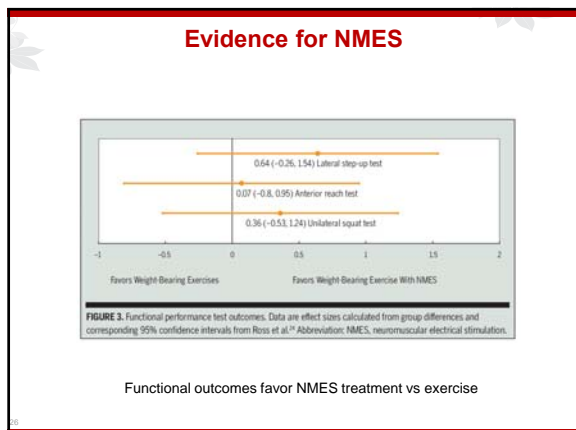 Evidence for NMES
0.64 (−0.26, 1.54) Lateral step-up test
0.07 (−0.8, 0.95) Anterior reach test
0.36 (−0.53, 1.24) Unilateral squat test
-1 -0.5 0 0.5 1 1.5 2
Favors Weight-Bearing Exercises Favors Weight-Bearing Exercise With NMES
FIGURE 3. Functional performance test outcomes. Data are effect sizes calculated from group differences and
corresponding 95% confidence intervals from Ross et al.²⁴ Abbreviation: NMES, neuromuscular electrical stimulation.
Functional outcomes favor NMES treatment vs exercise
26